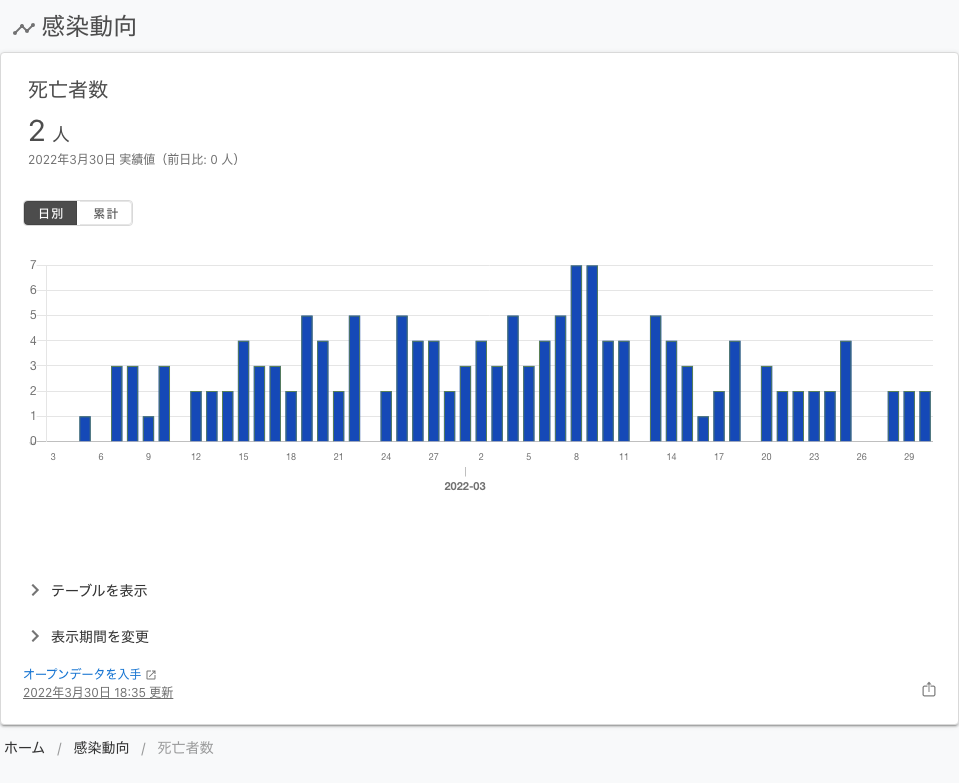 感染動向
死亡者数
2 人
2022年3月30日 実績値（前日比: 0 人）
日別 累計
7
6
5
4
3
2
1
0
3 6 9 12 15 18 21 24 27 2 5 8 11 14 17 20 23 26 29
2022-03
テーブルを表示
表示期間を変更
オープンデータを入手
2022年3月30日 18:35 更新
ホーム / 感染動向 / 死亡者数